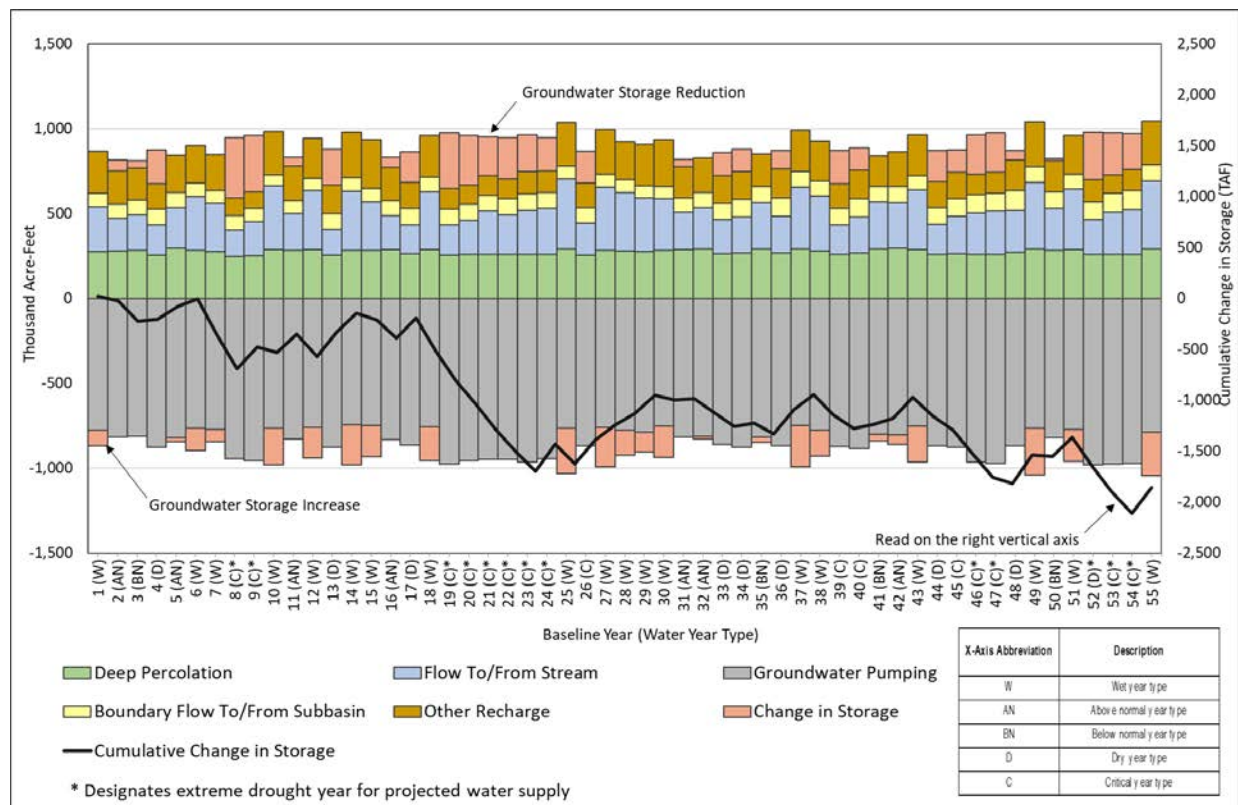 Groundwater Storage Reduction
Groundwater Storage Increase
Read on the right vertical axis
Thousand Acre-Feet
1,500
1,000
500
0
-500
-1,000
-1,500
Cumulative Change in Storage (TAF)
2,500
2,000
1,500
1,000
500
0
-500
-1,000
-1,500
-2,000
-2,500
1 (W)
2 (AN)
3 (BN)
4 (D)
5 (AN)
6 (W)
7 (W)
8 (C)*
9 (C)*
10 (W)
11 (AN)
12 (W)
13 (D)
14 (W)
15 (W)
16 (AN)
17 (D)
18 (W)
19 (C)*
20 (C)*
21 (C)*
22 (C)*
23 (C)*
24 (C)*
25 (W)
26 (C)
27 (W)
28 (W)
29 (W)
30 (W)
31 (AN)
32 (AN)
33 (D)
34 (D)
35 (BN)
36 (D)
37 (W)
38 (W)
39 (C)
40 (C)
41 (BN)
42 (AN)
43 (W)
44 (D)
45 (C)
46 (C)*
47 (C)*
48 (D)
49 (W)
50 (BN)
51 (W)
52 (D)*
53 (C)*
54 (C)*
55 (W)
Baseline Year (Water Year Type)
Deep Percolation
Flow To/From Stream
Groundwater Pumping
Boundary Flow To/From Subbasin
Other Recharge
Change in Storage
Cumulative Change in Storage
* Designates extreme drought year for projected water supply
X-Axis Abbreviation Description
W Wet year type
AN Above normal year type
BN Below normal year type
D Dry year type
C Critical year type